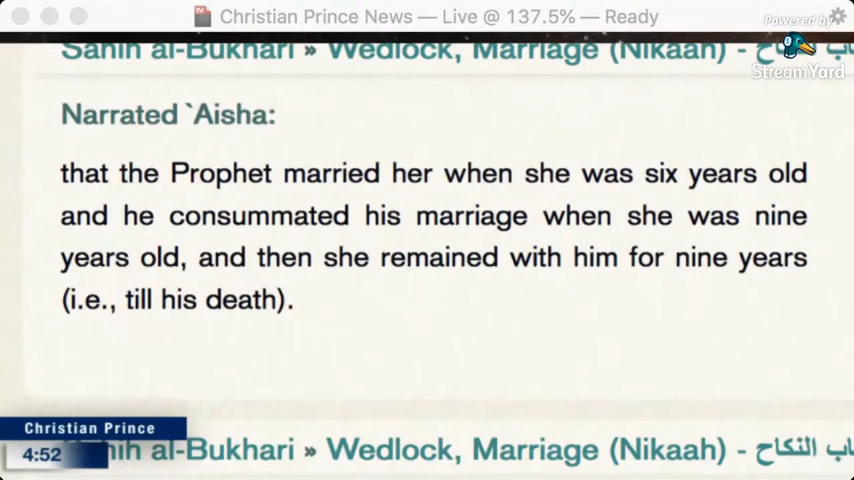 Christian Prince News — Live @ 137.5% — Ready
Powered by
StreamYard
Sahih al-Bukhari » Wedlock, Marriage (Nikaah) -
Narrated `Aisha:
that the Prophet married her when she was six years old
and he consummated his marriage when she was nine
years old, and then she remained with him for nine years
(i.e., till his death).
Christian Prince
4:52
al-Bukhari » Wedlock, Marriage (Nikaah) - باب النكاح